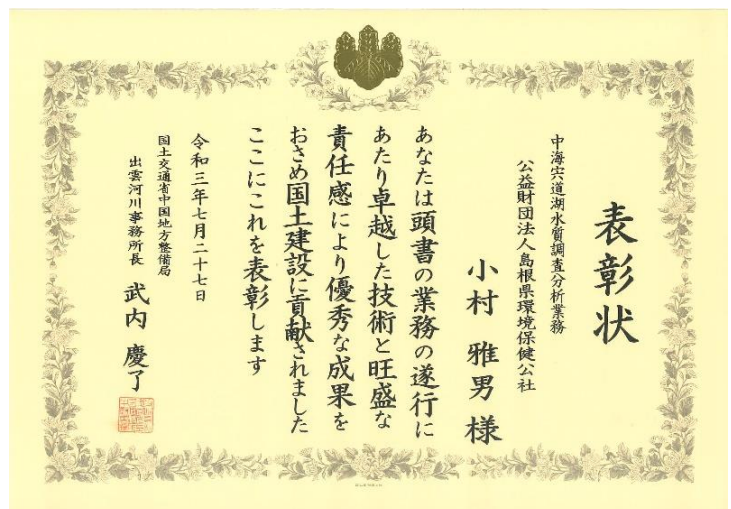 表彰状
中海宍道湖水質調査分析業務
公益財団法人島根県環境保健公社
小村 雅男 様
あなたは頭書の業務の遂行に
あたり卓越した技術と旺盛な
責任感により優秀な成果を
おさめ国土建設に貢献されました
ここにこれを表彰します
令和三年七月二十七日
国土交通省中国地方整備局
出雲河川事務所長 武内 慶了